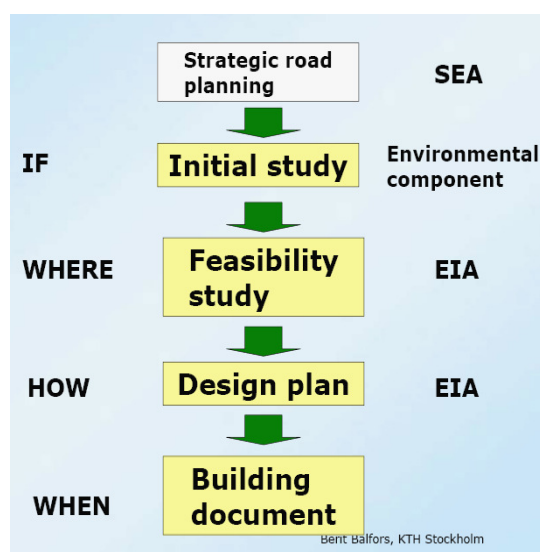 Strategic road
planning
SEA
IF
Initial study
Environmental
component
WHERE
Feasibility
study
EIA
HOW
Design plan
EIA
WHEN
Building
document
Berit Balfors, KTH Stockholm